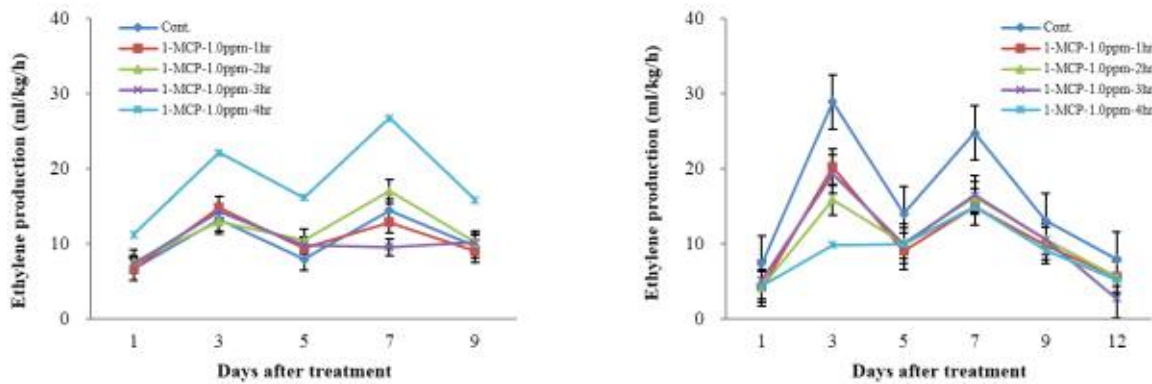 Ethylene production (ml/kg/h)
40
30
20
10
0
Cont.
1-MCP-1.0ppm-1hr
1-MCP-1.0ppm-2hr
1-MCP-1.0ppm-3hr
1-MCP-1.0ppm-4hr
1 3 5 7 9
Days after treatment
Ethylene production (ml/kg/h)
40
30
20
10
0
Cont.
1-MCP-1.0ppm-1hr
1-MCP-1.0ppm-2hr
1-MCP-1.0ppm-3hr
1-MCP-1.0ppm-4hr
1 3 5 7 9 12
Days after treatment